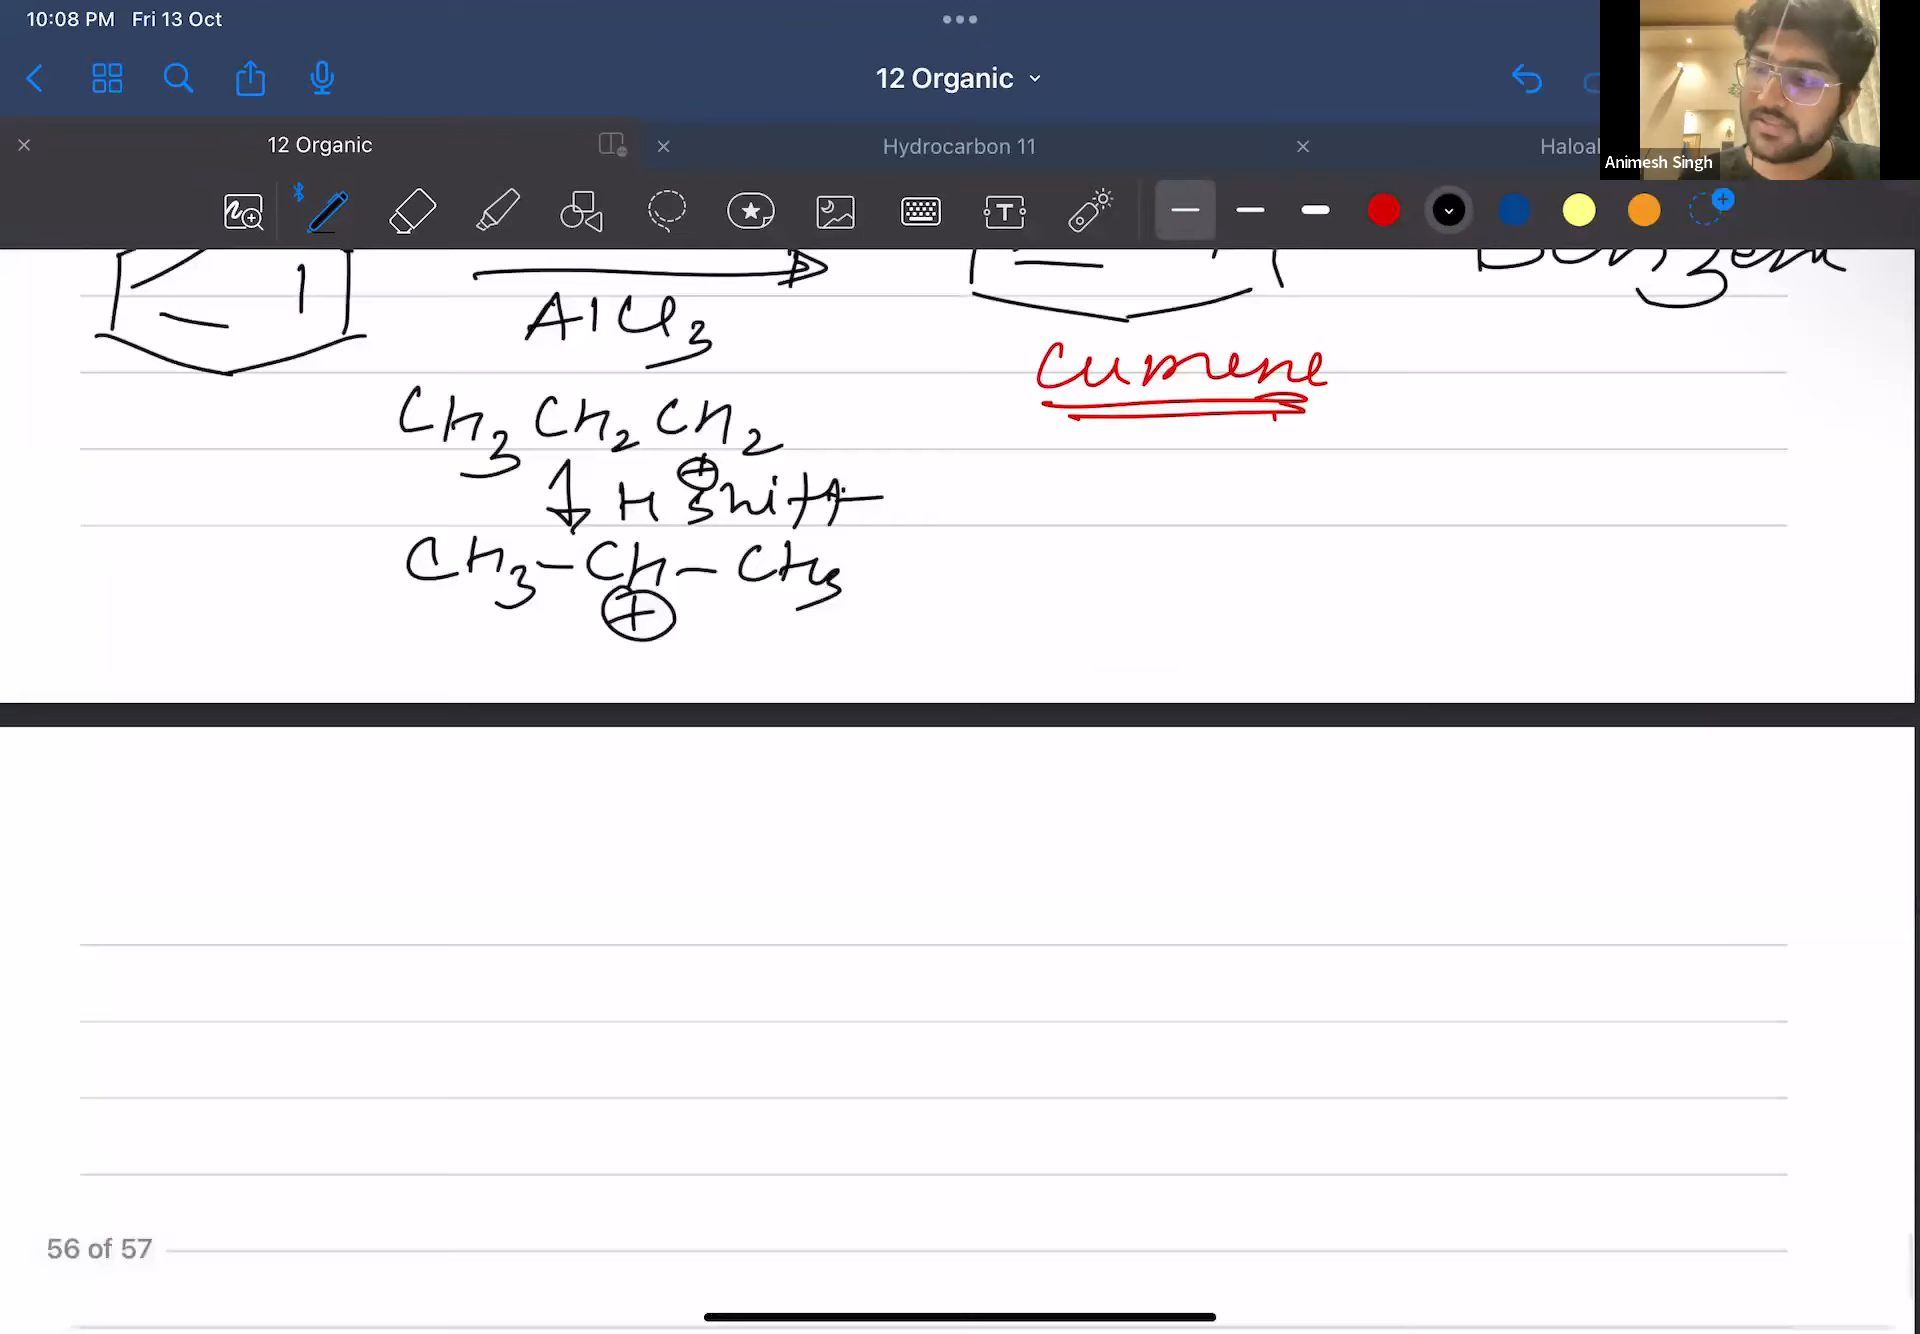 10:08 PM Fri 13 Oct
12 Organic
12 Organic
Hydrocarbon 11
Haloal
Animesh Singh
T
AlCl3
Benzene
Cumene
CH3 CH2 CH2
⊕
↓ H Shift
CH3-CH-CH3
⊕
56 of 57